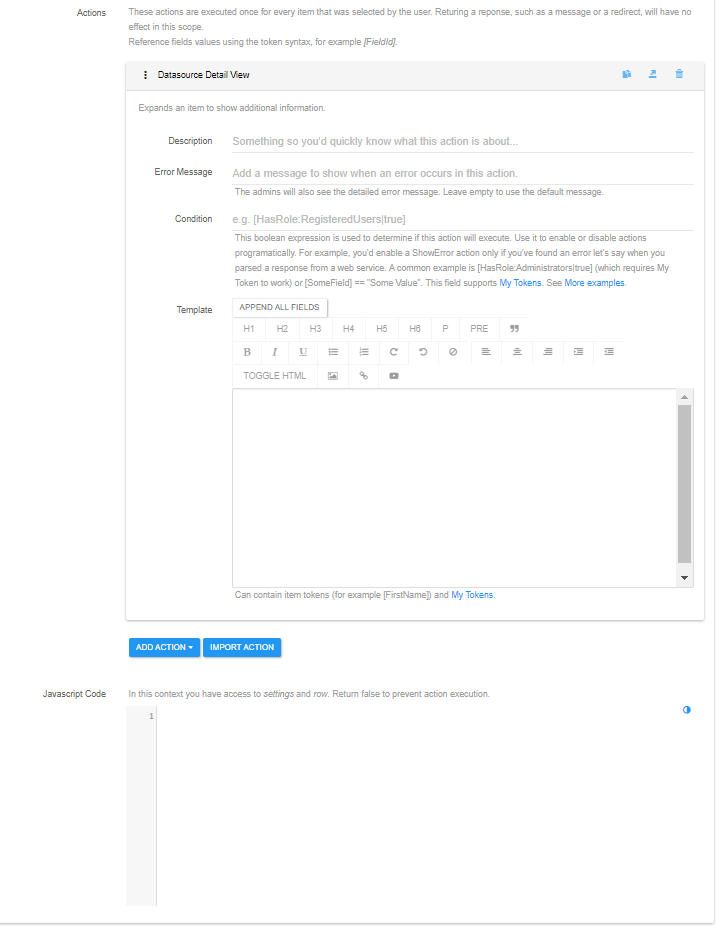 Actions
These actions are executed once for every item that was selected by the user. Returing a reponse, such as a message or a redirect, will have no
effect in this scope.
Reference fields values using the token syntax, for example [FieldId].
Datasource Detail View
Expands an item to show additional information.
Description
Something so you'd quickly know what this action is about...
Error Message
Add a message to show when an error occurs in this action.
The admins will also see the detailed error message. Leave empty to use the default message.
Condition
e.g. [HasRole:RegisteredUsers|true]
This boolean expression is used to determine if this action will execute. Use it to enable or disable actions
programatically. For example, you'd enable a ShowError action only if you've found an error let's say when you
parsed a response from a web service. A common example is [HasRole:Administrators|true] (which requires My
Token to work) or [SomeField] == "Some Value". This field supports My Tokens. See More examples.
Template
APPEND ALL FIELDS
H1 H2 H3 H4 H5 H6 P PRE
B I U
TOGGLE HTML
Can contain item tokens (for example [FirstName]) and My Tokens.
ADD ACTION IMPORT ACTION
Javascript Code
In this context you have access to settings and row. Return false to prevent action execution.
1